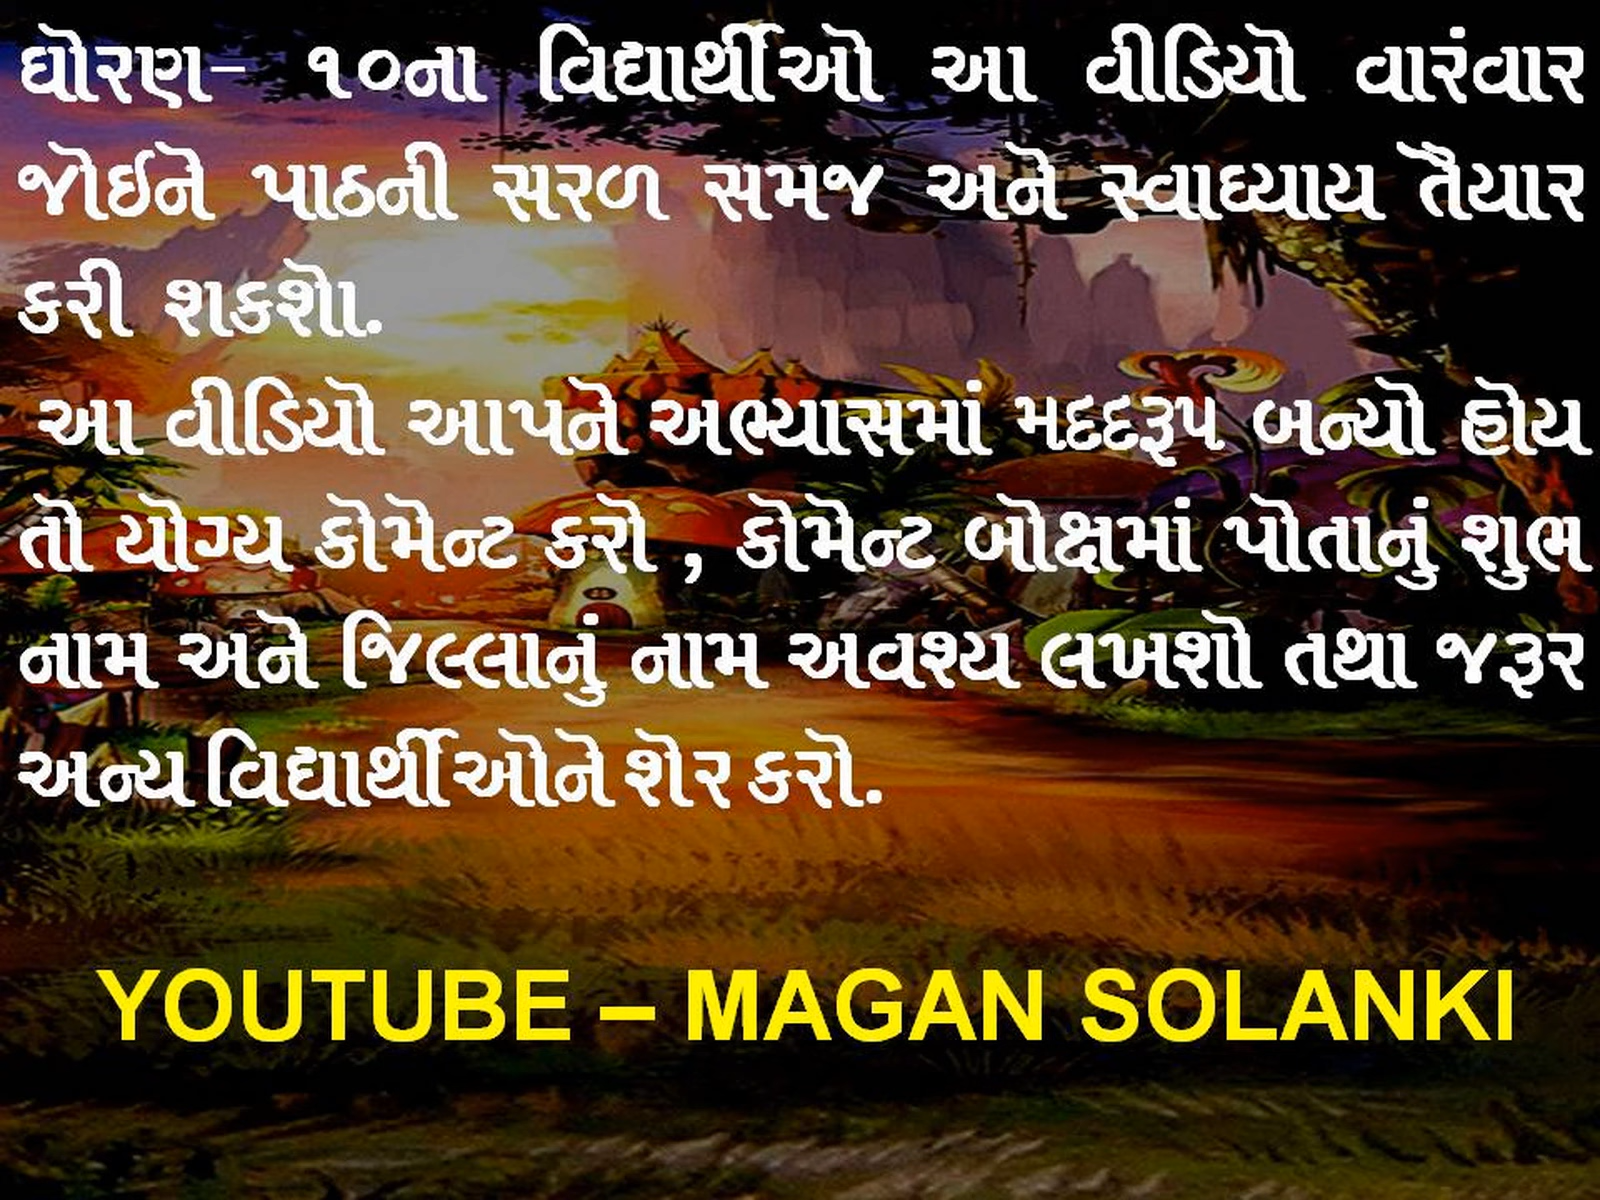 ધોરણ- ૧૦ના વિદ્યાર્થીઓ આ વીડિયો વારંવાર
જોઈને પાઠની સરળ સમજ અને સ્વાધ્યાય તૈયાર
કરી શકશો.
આ વીડિયો આપને અભ્યાસમાં મદદરૂપ બન્યો હોય
તો યોગ્ય કોમેન્ટ કરો , કોમેન્ટ બોક્ષમાં પોતાનું શુભ
નામ અને જિલ્લાનું નામ અવશ્ય લખશો તથા જરૂર
અન્ય વિદ્યાર્થીઓને શેર કરો.
YOUTUBE – MAGAN SOLANKI